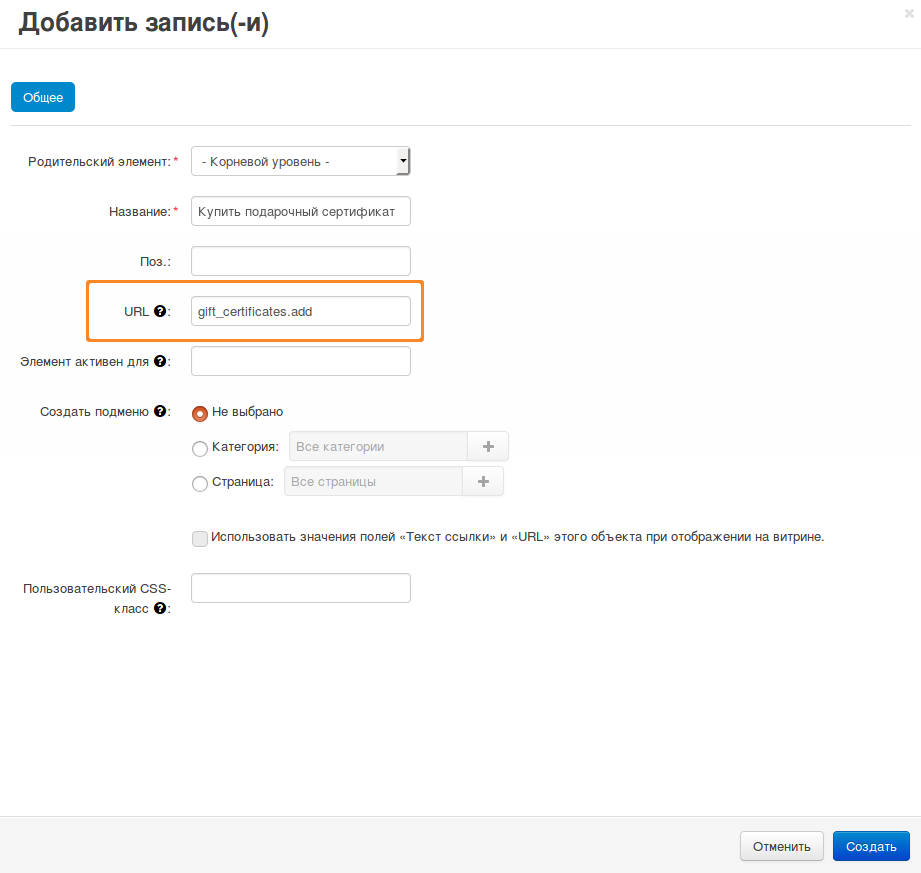 Добавить запись(-и)
×
Общее
Родительский элемент:* - Корневой уровень -
Название:* Купить подарочный сертификат
Поз.:
URL ?: gift_certificates.add
Элемент активен для ?:
Создать подменю ?: Не выбрано
Категория: Все категории +
Страница: Все страницы +
Использовать значения полей «Текст ссылки» и «URL» этого объекта при отображении на витрине.
Пользовательский CSS-
класс ?:
Отменить Создать